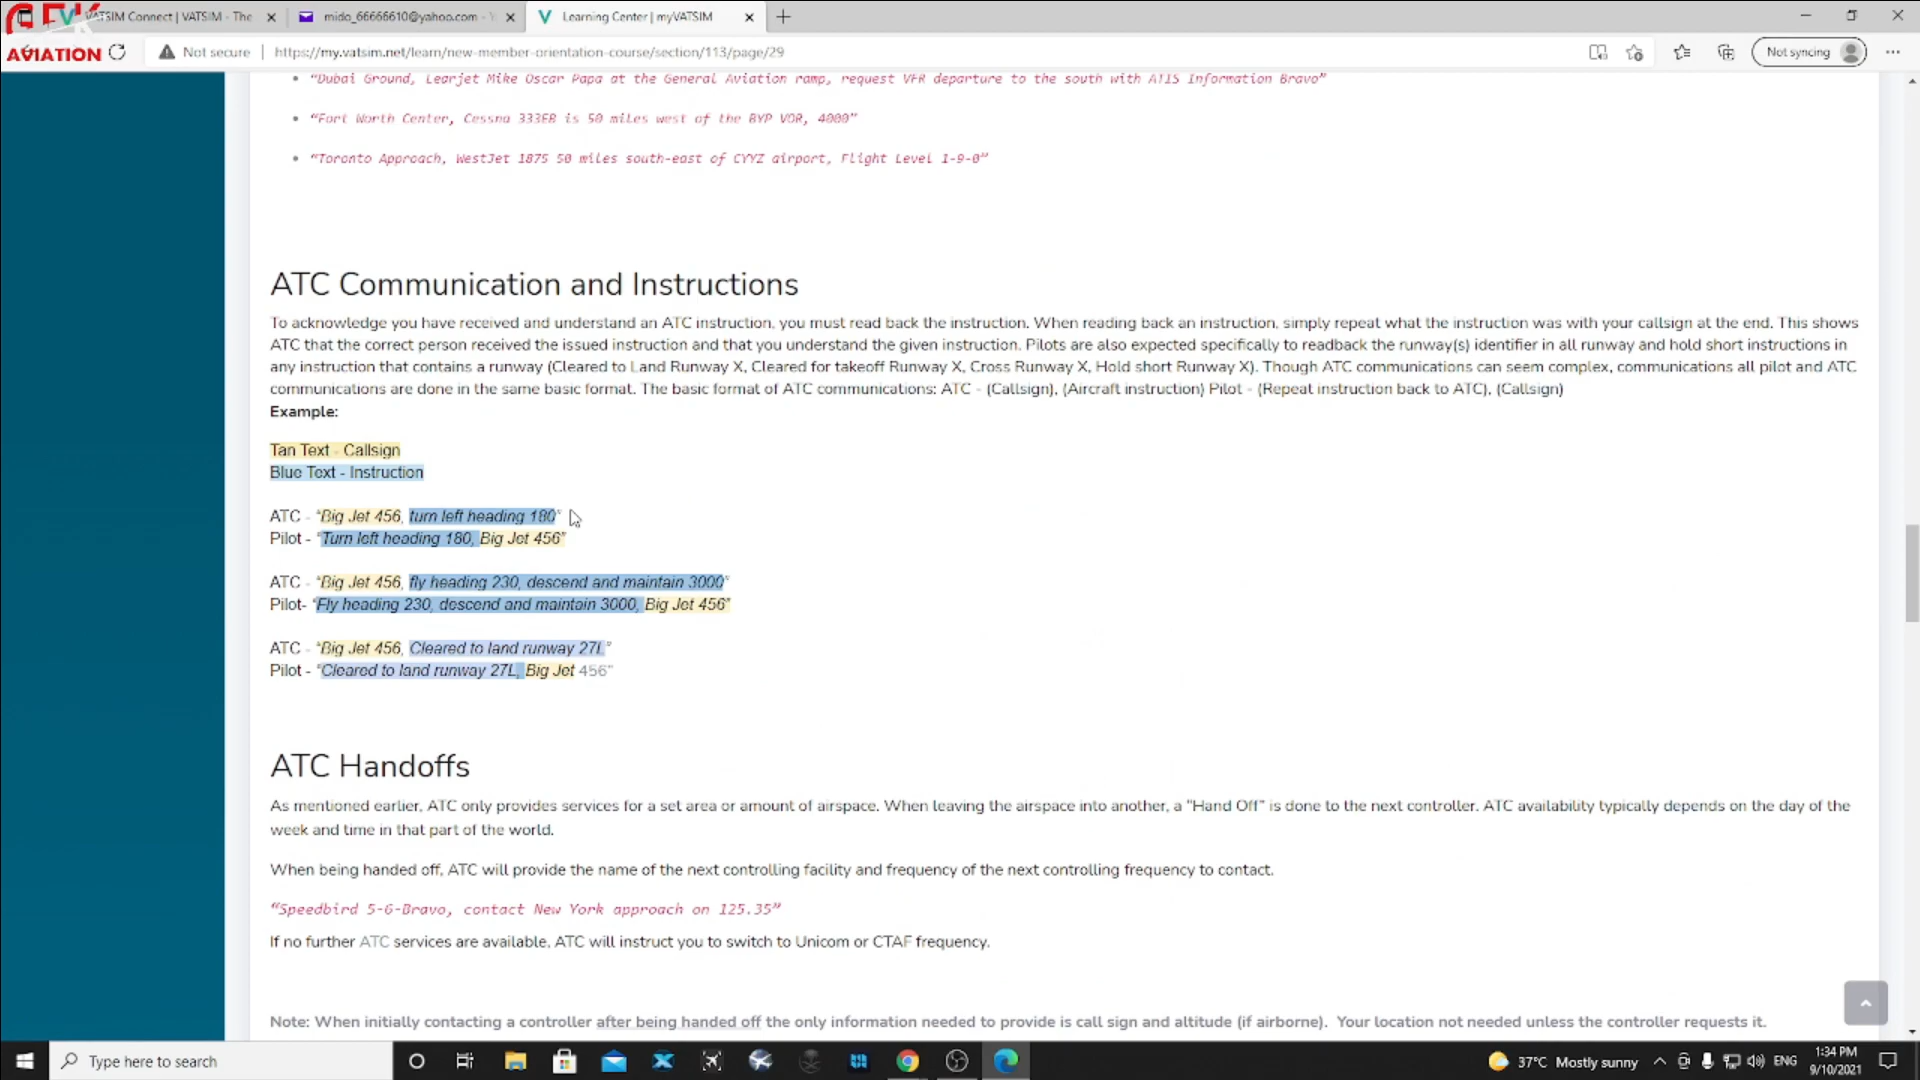 VATSIM Connect | VATSIM - The
mido_66666610@yahoo.com - Y
Learning Center | myVATSIM
AVIATION
Not secure
https://my.vatsim.net/learn/new-member-orientation-course/section/113/page/29
Not syncing
“Dubai Ground, Learjet Mike Oscar Papa at the General Aviation ramp, request VFR departure to the south with ATIS Information Bravo”
“Fort Worth Center, Cessna 333EB is 50 miles west of the BYP VOR, 4000”
“Toronto Approach, WestJet 1875 50 miles south-east of CYYZ airport, Flight Level 1-9-0”
ATC Communication and Instructions
To acknowledge you have received and understand an ATC instruction, you must read back the instruction. When reading back an instruction, simply repeat what the instruction was with your callsign at the end. This shows
ATC that the correct person received the issued instruction and that you understand the given instruction. Pilots are also expected specifically to readback the runway(s) identifier in all runway and hold short instructions in
any instruction that contains a runway (Cleared to Land Runway X, Cleared for takeoff Runway X, Cross Runway X, Hold short Runway X). Though ATC communications can seem complex, communications all pilot and ATC
communications are done in the same basic format. The basic format of ATC communications: ATC - (Callsign), (Aircraft instruction) Pilot - (Repeat instruction back to ATC), (Callsign)
Example:
Tan Text - Callsign
Blue Text - Instruction
ATC - “Big Jet 456, turn left heading 180”
Pilot - “Turn left heading 180, Big Jet 456”
ATC - “Big Jet 456, fly heading 230, descend and maintain 3000”
Pilot- “Fly heading 230, descend and maintain 3000, Big Jet 456”
ATC - “Big Jet 456, Cleared to land runway 27L”
Pilot - “Cleared to land runway 27L, Big Jet 456”
ATC Handoffs
As mentioned earlier, ATC only provides services for a set area or amount of airspace. When leaving the airspace into another, a “Hand Off” is done to the next controller. ATC availability typically depends on the day of the
week and time in that part of the world.
When being handed off, ATC will provide the name of the next controlling facility and frequency of the next controlling frequency to contact.
“Speedbird 5-G-Bravo, contact New York approach on 125.35”
If no further ATC services are available, ATC will instruct you to switch to Unicom or CTAF frequency.
Note: When initially contacting a controller after being handed off the only information needed to provide is call sign and altitude (if airborne). Your location not needed unless the controller requests it.
Type here to search
37°C Mostly sunny
ENG
1:34 PM
9/10/2021